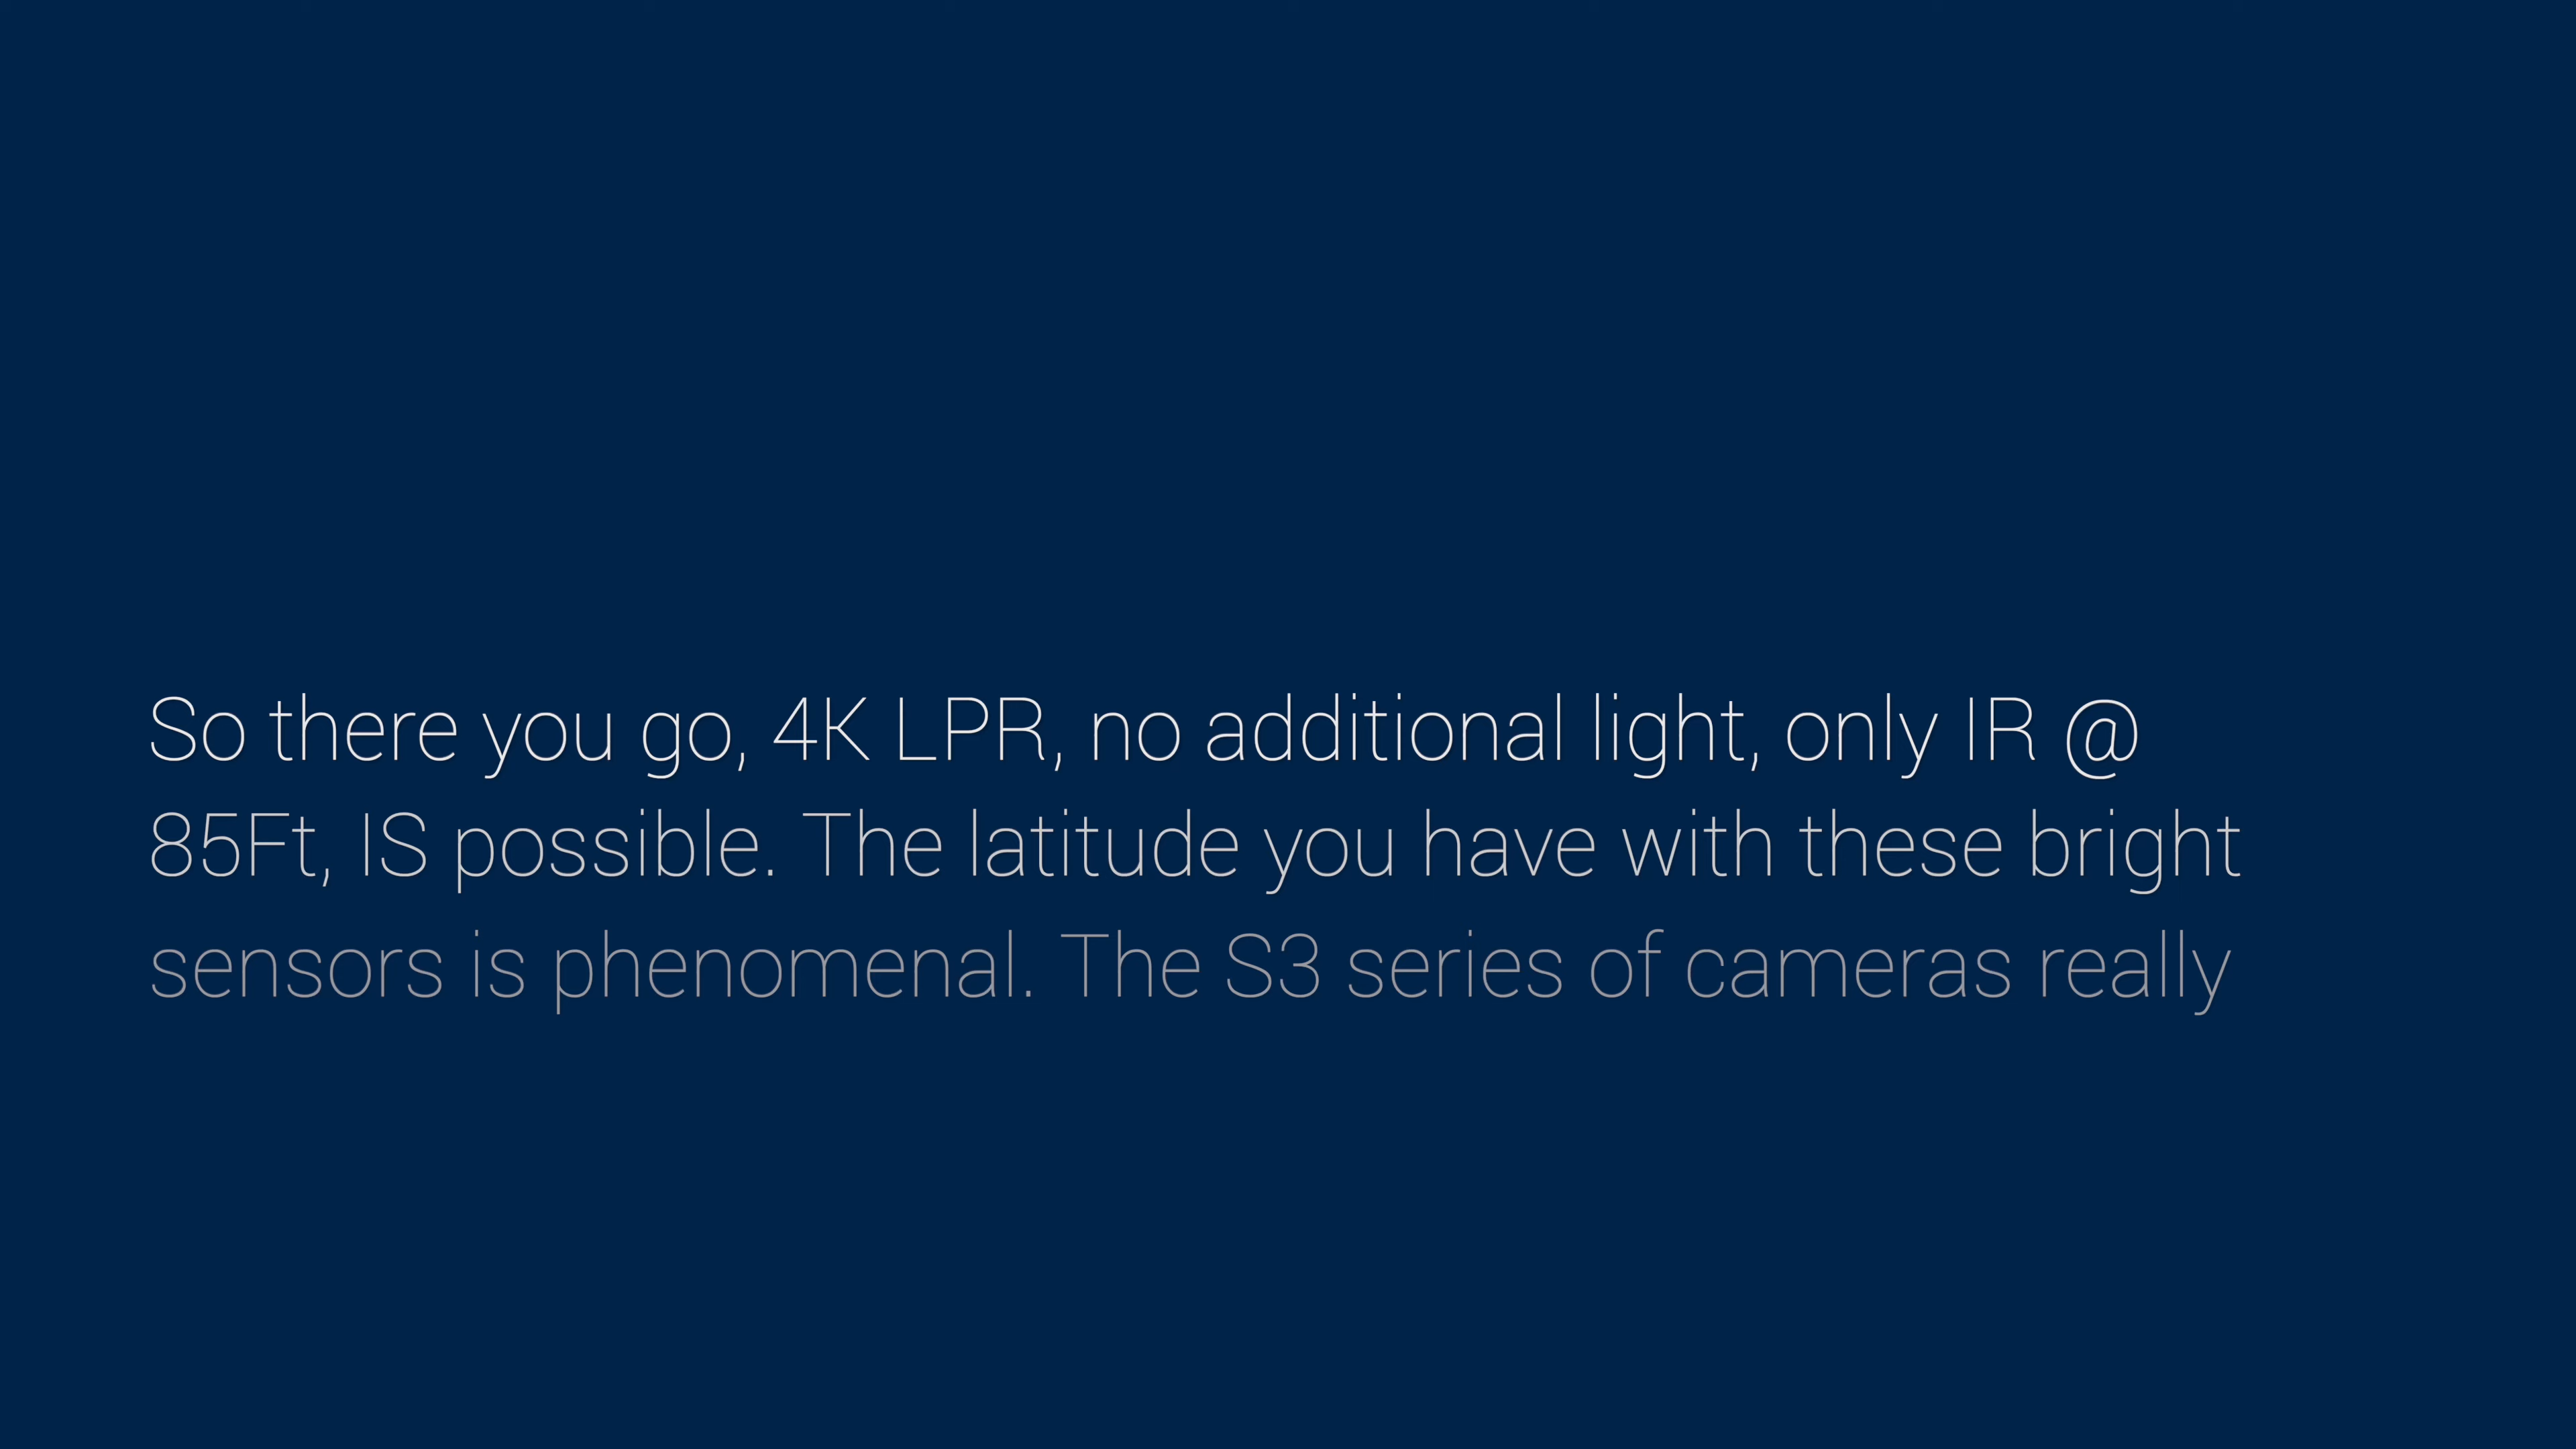 So there you go, 4K LPR, no additional light, only IR @
85Ft, IS possible. The latitude you have with these bright
sensors is phenomenal. The S3 series of cameras really